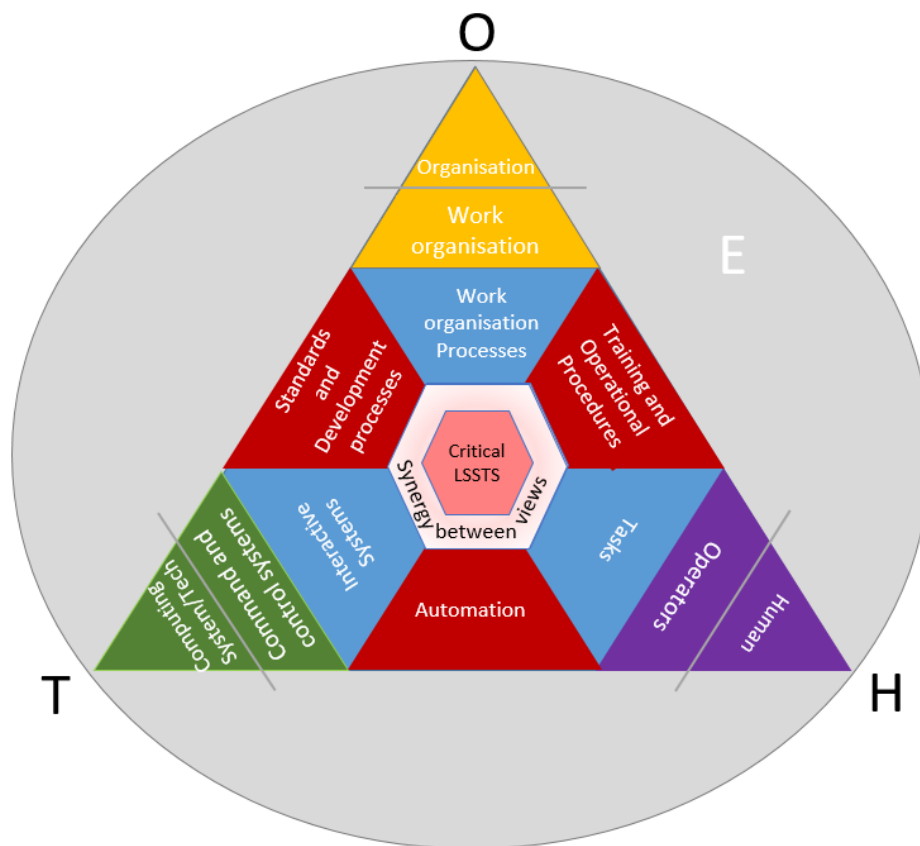 O
Organisation
Work
organisation
E
Work
organisation
Processes
Standards
and
Development
processes
Training and
Operational
Procedures
Critical
LSSTS
Synergy
between
views
Interactive
Systems
Tasks
Automation
Command and
control systems
Computing
System/Tech
Operators
Human
T
H